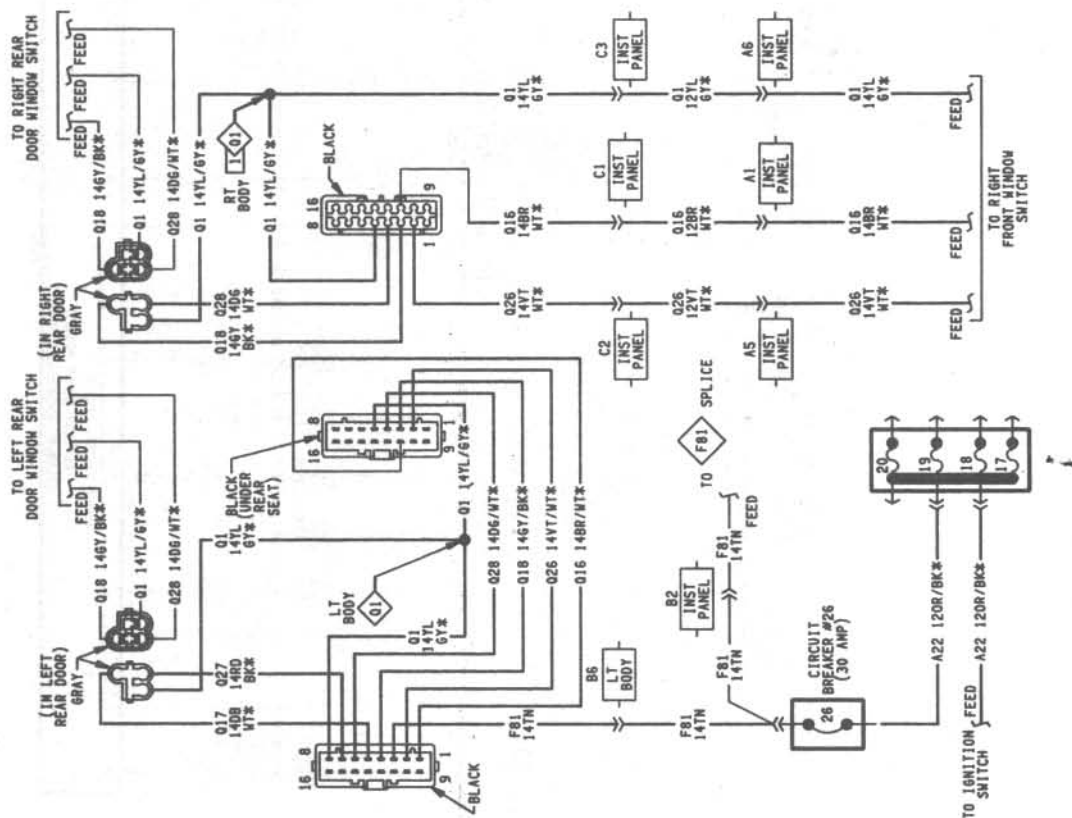 TO RIGHT REAR
DOOR WINDOW SWITCH
FEED
FEED
FEED
Q18 14GY/BK*
Q1 14YL/GY*
Q28 14DG/WT*
Q1 14YL/GY*
(IN RIGHT
REAR DOOR)
GRAY
Q28
14DG
WT*
Q18
14GY
BK*
RT
BODY
1 Q1
Q1 14YL/GY*
BLACK
16
8
9
1
Q1
14YL
GY*
C3
INST
PANEL
Q1
12YL
GY*
A6
INST
PANEL
Q1
14YL
GY*
FEED
Q16
14BR
WT*
C1
INST
PANEL
Q16
12BR
WT*
A1
INST
PANEL
Q16
14BR
WT*
FEED
Q26
14VT
WT*
C2
INST
PANEL
Q26
12VT
WT*
A5
INST
PANEL
Q26
14VT
WT*
FEED
TO RIGHT
FRONT WINDOW
SWITCH
TO LEFT REAR
DOOR WINDOW SWITCH
FEED
FEED
FEED
Q18 14GY/BK*
Q1 14YL/GY*
Q28 14DG/WT*
(IN LEFT
REAR DOOR)
GRAY
Q1
14YL
GY*
Q27
14RD
BK*
Q17
14DB
WT*
BLACK
(UNDER
REAR
SEAT)
16
8
9
1
LT
BODY
Q1
Q1 14YL/GY*
Q1
14YL
GY*
Q28 14DG/WT*
Q18 14GY/BK*
Q26 14VT/WT*
Q16 14BR/WT*
16
8
9
1
BLACK
F81
14TN
B6
LT
BODY
F81
14TN
B2
INST
PANEL
F81
14TN
F81
14TN
FEED
TO F81 SPLICE
CIRCUIT
BREAKER #26
(30 AMP)
26
20
19
18
17
A22 12OR/BK*
A22 12OR/BK*
FEED
TO IGNITION
SWITCH